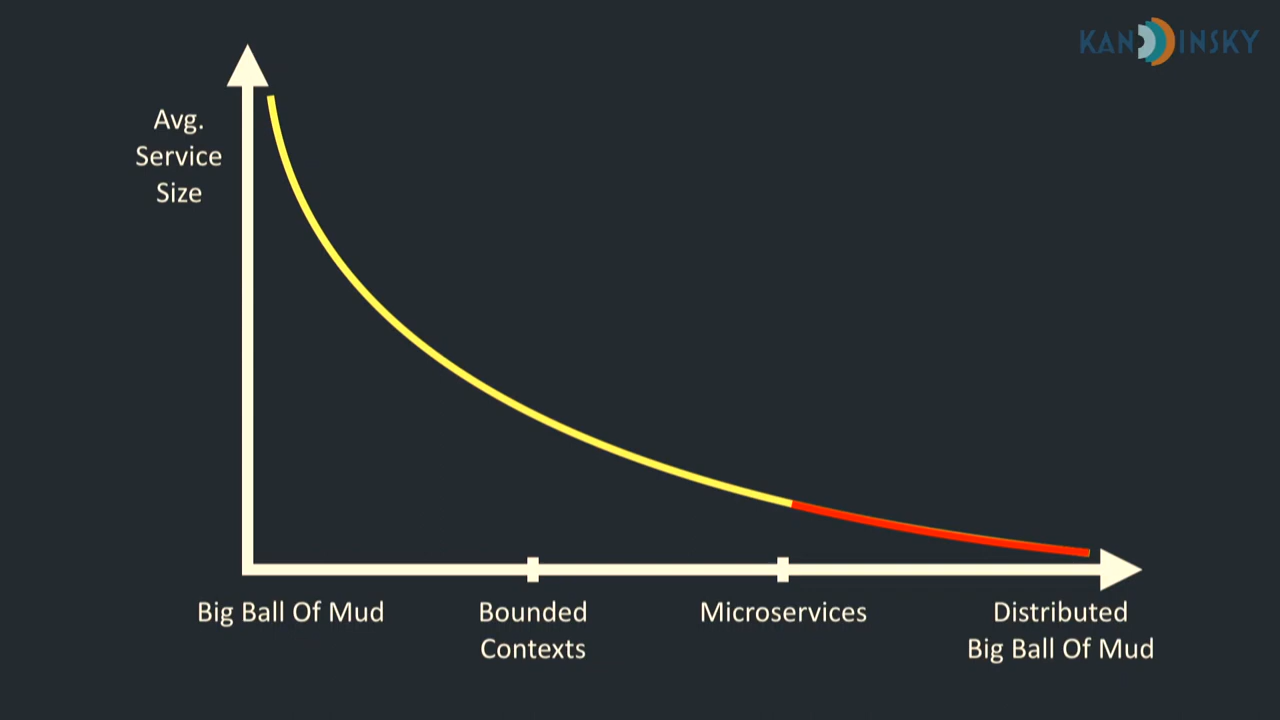 KANDINSKY
Avg.
Service
Size
Big Ball Of Mud
Bounded
Contexts
Microservices
Distributed
Big Ball Of Mud